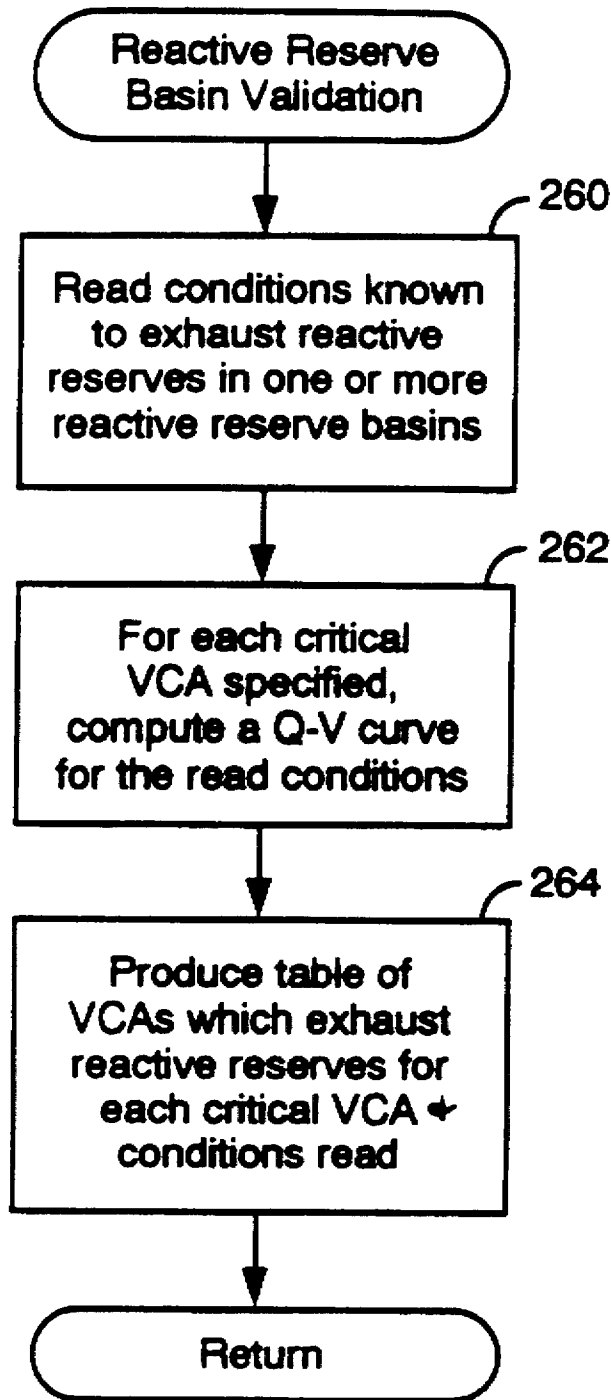 Reactive Reserve
Basin Validation
260
Read conditions known
to exhaust reactive
reserves in one or more
reactive reserve basins
262
For each critical
VCA specified,
compute a Q-V curve
for the read conditions
264
Produce table of
VCAs which exhaust
reactive reserves for
each critical VCA &
conditions read
Return